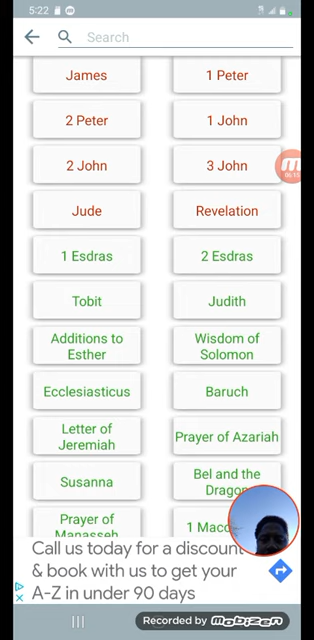 5:22
Search
James
1 Peter
2 Peter
1 John
2 John
3 John
Jude
Revelation
1 Esdras
2 Esdras
Tobit
Judith
Additions to
Esther
Wisdom of
Solomon
Ecclesiasticus
Baruch
Letter of
Jeremiah
Prayer of Azariah
Susanna
Bel and the
Dragon
Prayer of
Manasseh
1 Macc
Call us today for a discount
& book with us to get your
A-Z in under 90 days
Recorded by mobizen